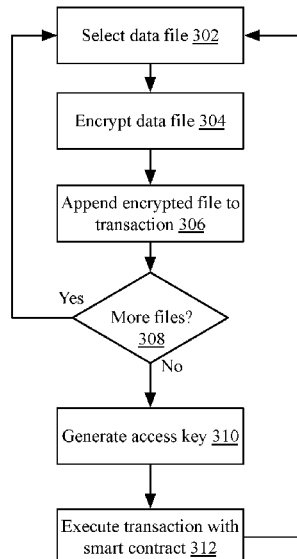 Select data file 302
Encrypt data file 304
Append encrypted file to
transaction 306
Yes
More files?
308
No
Generate access key 310
Execute transaction with
smart contract 312